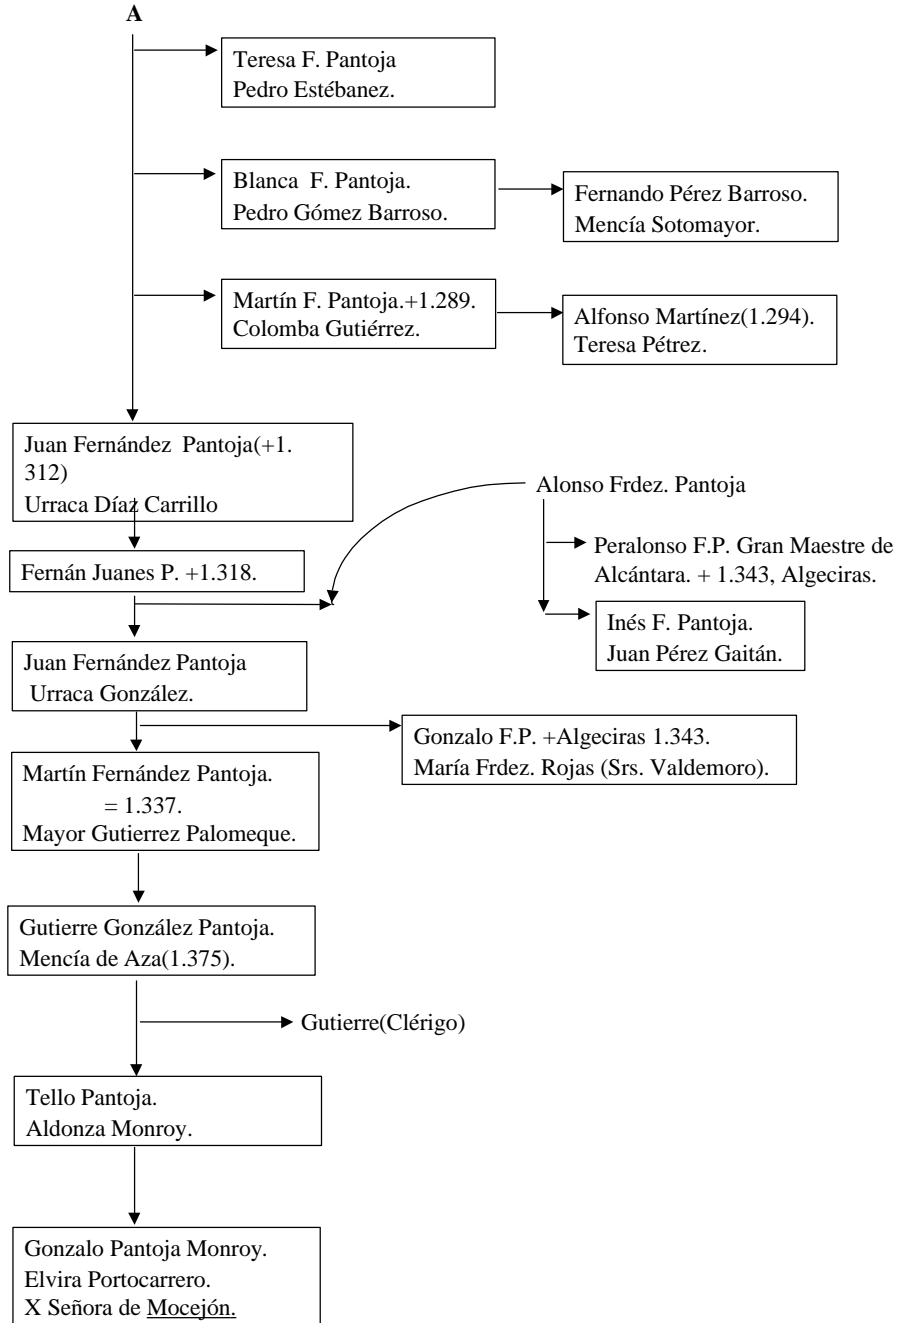 A
Teresa F. Pantoja
Pedro Estébanez.
Blanca F. Pantoja.
Pedro Gómez Barroso.
Fernando Pérez Barroso.
Mencía Sotomayor.
Martín F. Pantoja.+1.289.
Colomba Gutiérrez.
Alfonso Martínez(1.294).
Teresa Pétrez.
Juan Fernández Pantoja(+1.
312)
Urraca Díaz Carrillo
Alonso Frdez. Pantoja
Peralonso F.P. Gran Maestre de
Alcántara. + 1.343, Algeciras.
Fernán Juanes P. +1.318.
Inés F. Pantoja.
Juan Pérez Gaitán.
Juan Fernández Pantoja
Urraca González.
Gonzalo F.P. +Algeciras 1.343.
María Frdez. Rojas (Srs. Valdemoro).
Martín Fernández Pantoja.
= 1.337.
Mayor Gutierrez Palomeque.
Gutierre González Pantoja.
Mencía de Aza(1.375).
Gutierre(Clérigo)
Tello Pantoja.
Aldonza Monroy.
Gonzalo Pantoja Monroy.
Elvira Portocarrero.
X Señora de Mocejón.